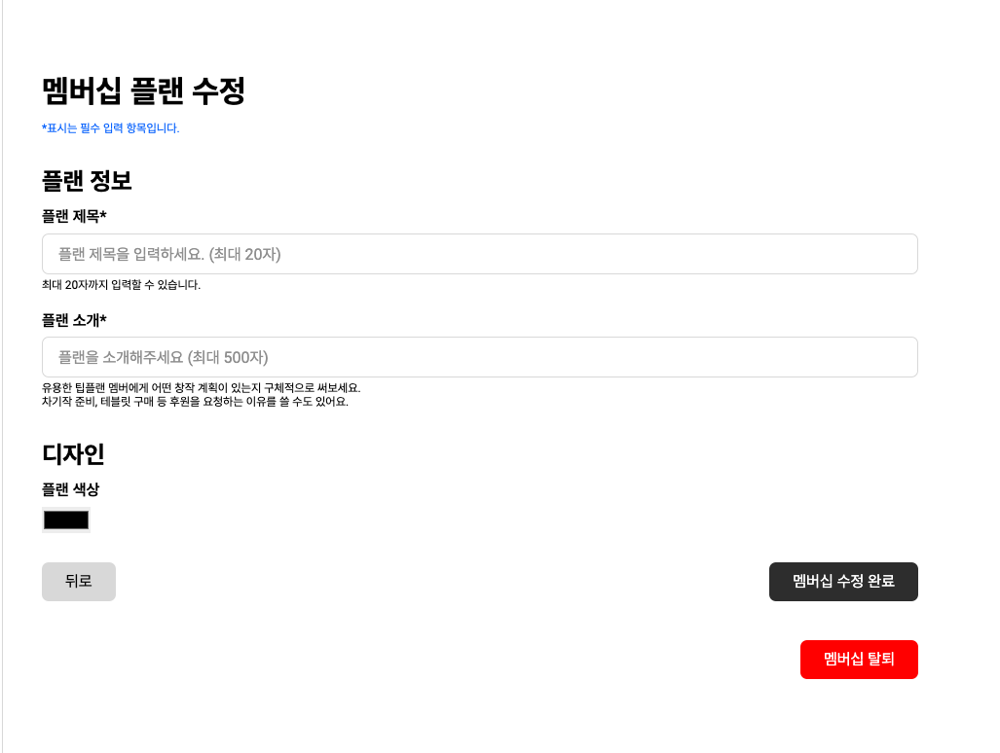 멤버십 플랜 수정
*표시는 필수 입력 항목입니다.
플랜 정보
플랜 제목*
플랜 제목을 입력하세요. (최대 20자)
최대 20자까지 입력할 수 있습니다.
플랜 소개*
플랜을 소개해주세요 (최대 500자)
유용한 팁플랜 멤버에게 어떤 창작 계획이 있는지 구체적으로 써보세요.
차기작 준비, 테블릿 구매 등 후원을 요청하는 이유를 쓸 수도 있어요.
디자인
플랜 색상
뒤로
멤버십 수정 완료
멤버십 탈퇴